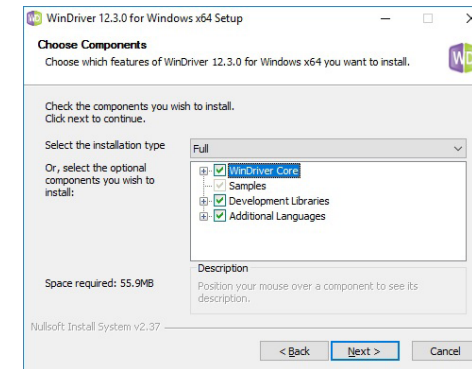 WinDriver 12.3.0 for Windows x64 Setup
Choose Components
Choose which features of WinDriver 12.3.0 for Windows x64 you want to install.
WD
Check the components you wish to install.
Click next to continue.
Select the installation type
Full
Or, select the optional
components you wish to
install:
WinDriver Core
Samples
Development Libraries
Additional Languages
Space required: 55.9MB
Description
Position your mouse over a component to see its
description.
Nullsoft Install System v2.37
< Back
Next >
Cancel